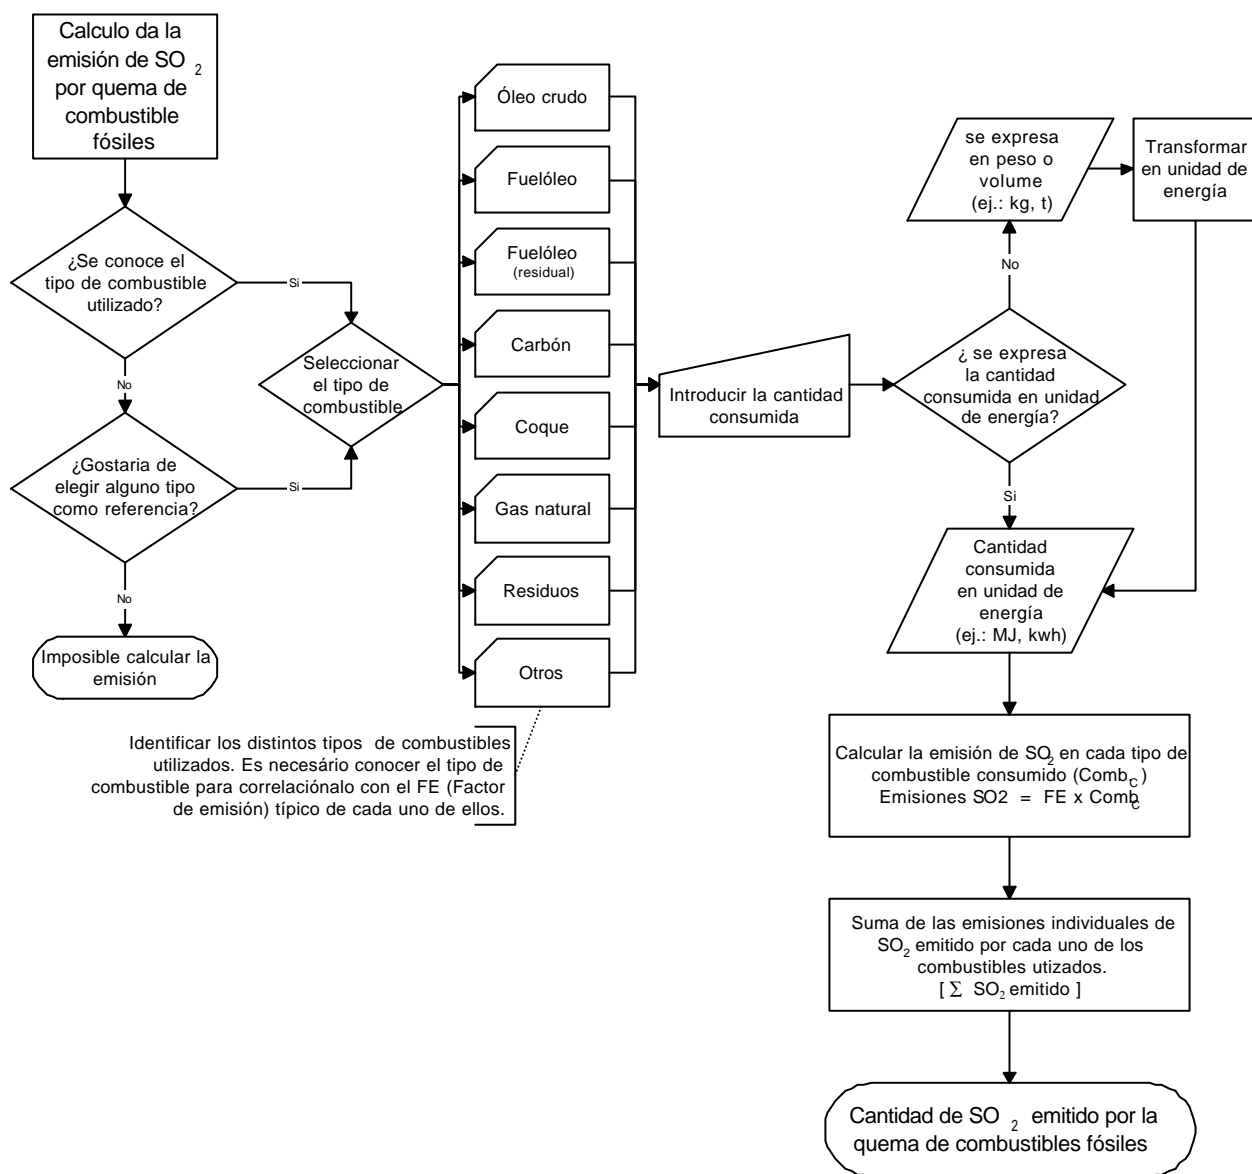 Calculo da la
emisión de SO 2
por quema de
combustible
fósiles
¿Se conoce el
tipo de combustible
utilizado?
Si
No
¿Gostaria de
elegir alguno tipo
como referencia?
Si
No
Imposible calcular la
emisión
Seleccionar
el tipo de
combustible
Óleo crudo
Fuelóleo
Fuelóleo
(residual)
Carbón
Coque
Gas natural
Residuos
Otros
Identificar los distintos tipos de combustibles
utilizados. Es necesário conocer el tipo de
combustible para correlaciónalo con el FE (Factor
de emisión) típico de cada uno de ellos.
Introducir la cantidad
consumida
¿ se expresa
la cantidad
consumida en unidad
de energía?
No
se expresa
en peso o
volume
(ej.: kg, t)
Transformar
en unidad de
energía
Si
Cantidad
consumida
en unidad de
energía
(ej.: MJ, kwh)
Calcular la emisión de SO2 en cada tipo de
combustible consumido (CombC)
Emisiones SO2 = FE x CombC
Suma de las emisiones individuales de
SO2 emitido por cada uno de los
combustibles utizados.
[ Σ SO2 emitido ]
Cantidad de SO 2 emitido por la
quema de combustibles fósiles